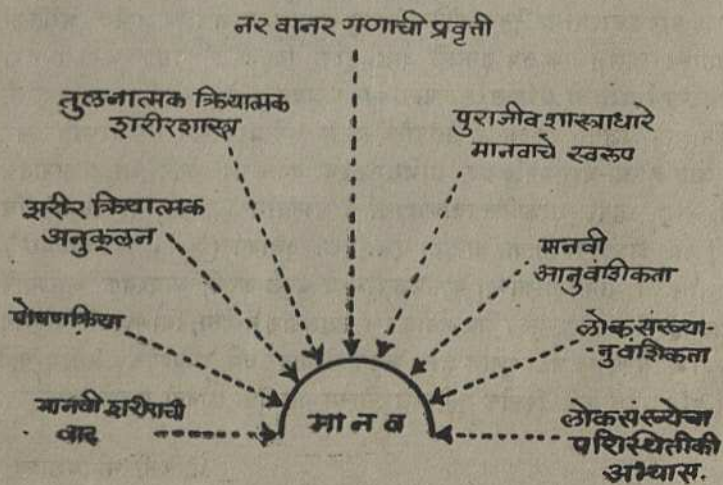 नर वानर गणाची प्रवृत्ती
तुलनात्मक क्रियात्मक
शरीरशास्त्र
पुराजीव शास्त्राधारे
मानवाचे स्वरूप
शरीर क्रियात्मक
अनुकूलन
मानवी
आनुवंशिकता
पोषणक्रिया
लोकसंख्या-
नुवंशिकता
मानवी शरीराची
वाढ
मानव
लोकसंख्येचा
परिस्थितीकी
अभ्यास.